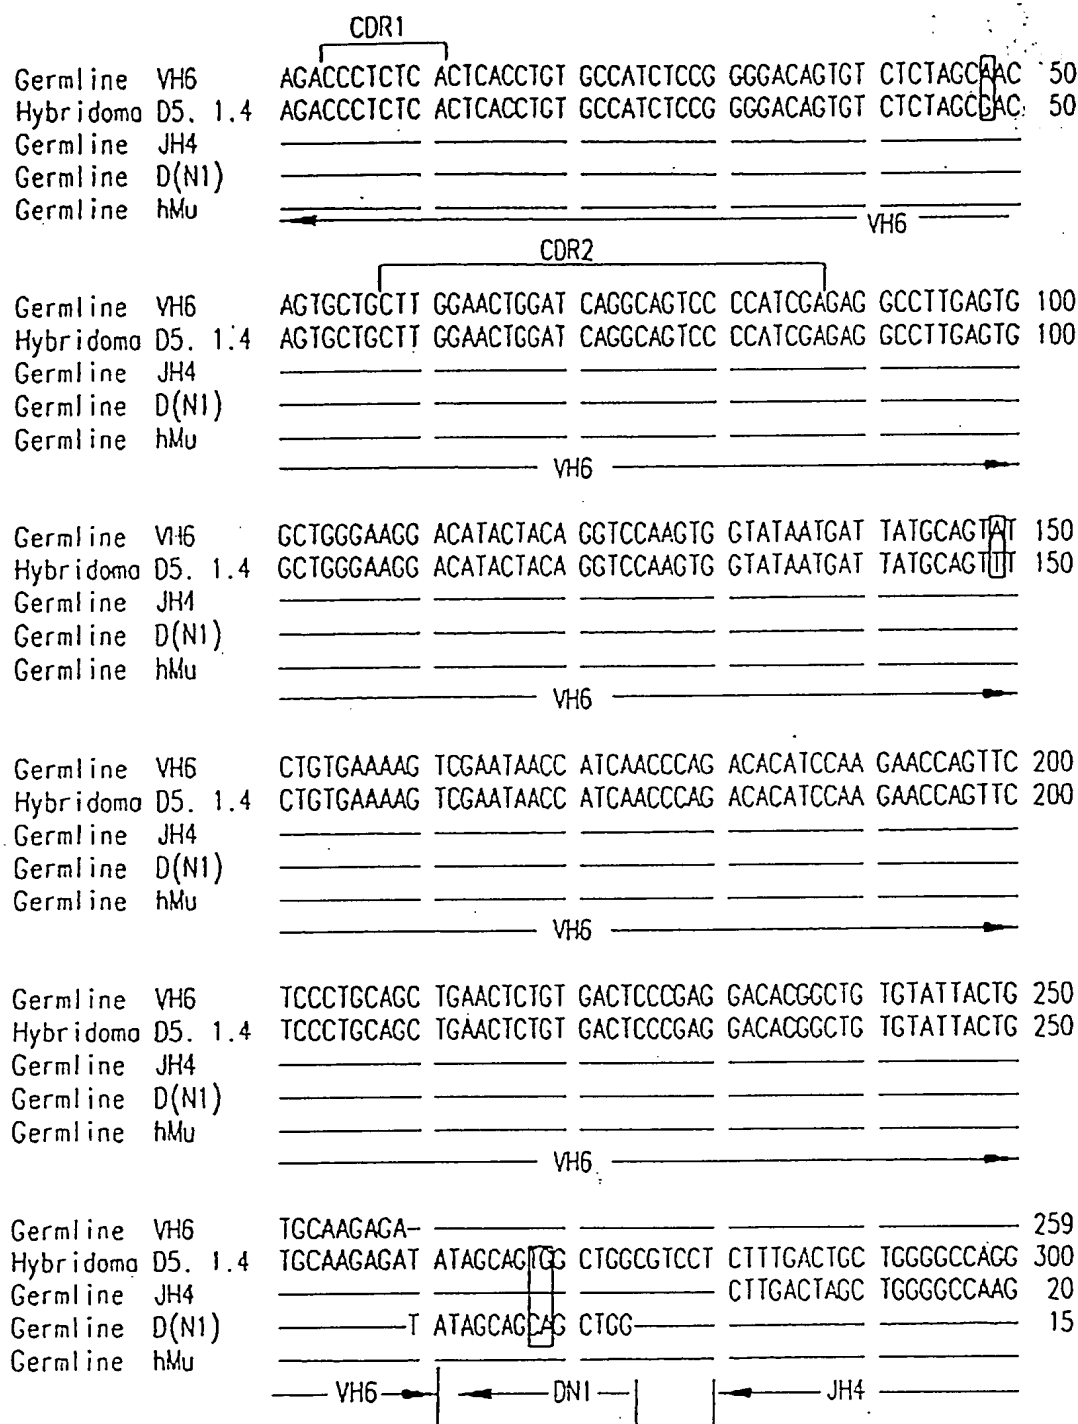 CDR1
Germline VH6 AGACCCTCTC ACTCACCTGT GCCATCTCCG GGGACAGTGT CTCTAGCAAC 50
Hybridoma D5. 1.4 AGACCCTCTC ACTCACCTGT GCCATCTCCG GGGACAGTGT CTCTAGCGAC 50
Germline JH4
Germline D(N1)
Germline hMu
VH6
CDR2
Germline VH6 AGTGCTGCTT GGAACTGGAT CAGGCAGTCC CCATCGAGAG GCCTTGAGTG 100
Hybridoma D5. 1.4 AGTGCTGCTT GGAACTGGAT CAGGCAGTCC CCATCGAGAG GCCTTGAGTG 100
Germline JH4
Germline D(N1)
Germline hMu
VH6
Germline VH6 GCTGGGAAGG ACATACTACA GGTCCAAGTG GTATAATGAT TATGCAGTAT 150
Hybridoma D5. 1.4 GCTGGGAAGG ACATACTACA GGTCCAAGTG GTATAATGAT TATGCAGTTT 150
Germline JH4
Germline D(N1)
Germline hMu
VH6
Germline VH6 CTGTGAAAAG TCGAATAACC ATCAACCCAG ACACATCCAA GAACCAGTTC 200
Hybridoma D5. 1.4 CTGTGAAAAG TCGAATAACC ATCAACCCAG ACACATCCAA GAACCAGTTC 200
Germline JH4
Germline D(N1)
Germline hMu
VH6
Germline VH6 TCCCTGCAGC TGAACTCTGT GACTCCCGAG GACACGGCTG TGTATTACTG 250
Hybridoma D5. 1.4 TCCCTGCAGC TGAACTCTGT GACTCCCGAG GACACGGCTG TGTATTACTG 250
Germline JH4
Germline D(N1)
Germline hMu
VH6
Germline VH6 TGCAAGAGA- 259
Hybridoma D5. 1.4 TGCAAGAGAT ATAGCAGTGG CTGGCGTCCT CTTTGACTGC TGGGGCCAGG 300
Germline JH4 CTTGACTAGC TGGGGCCAAG 20
Germline D(N1) T ATAGCAGCAG CTGG 15
Germline hMu
VH6 DN1 JH4